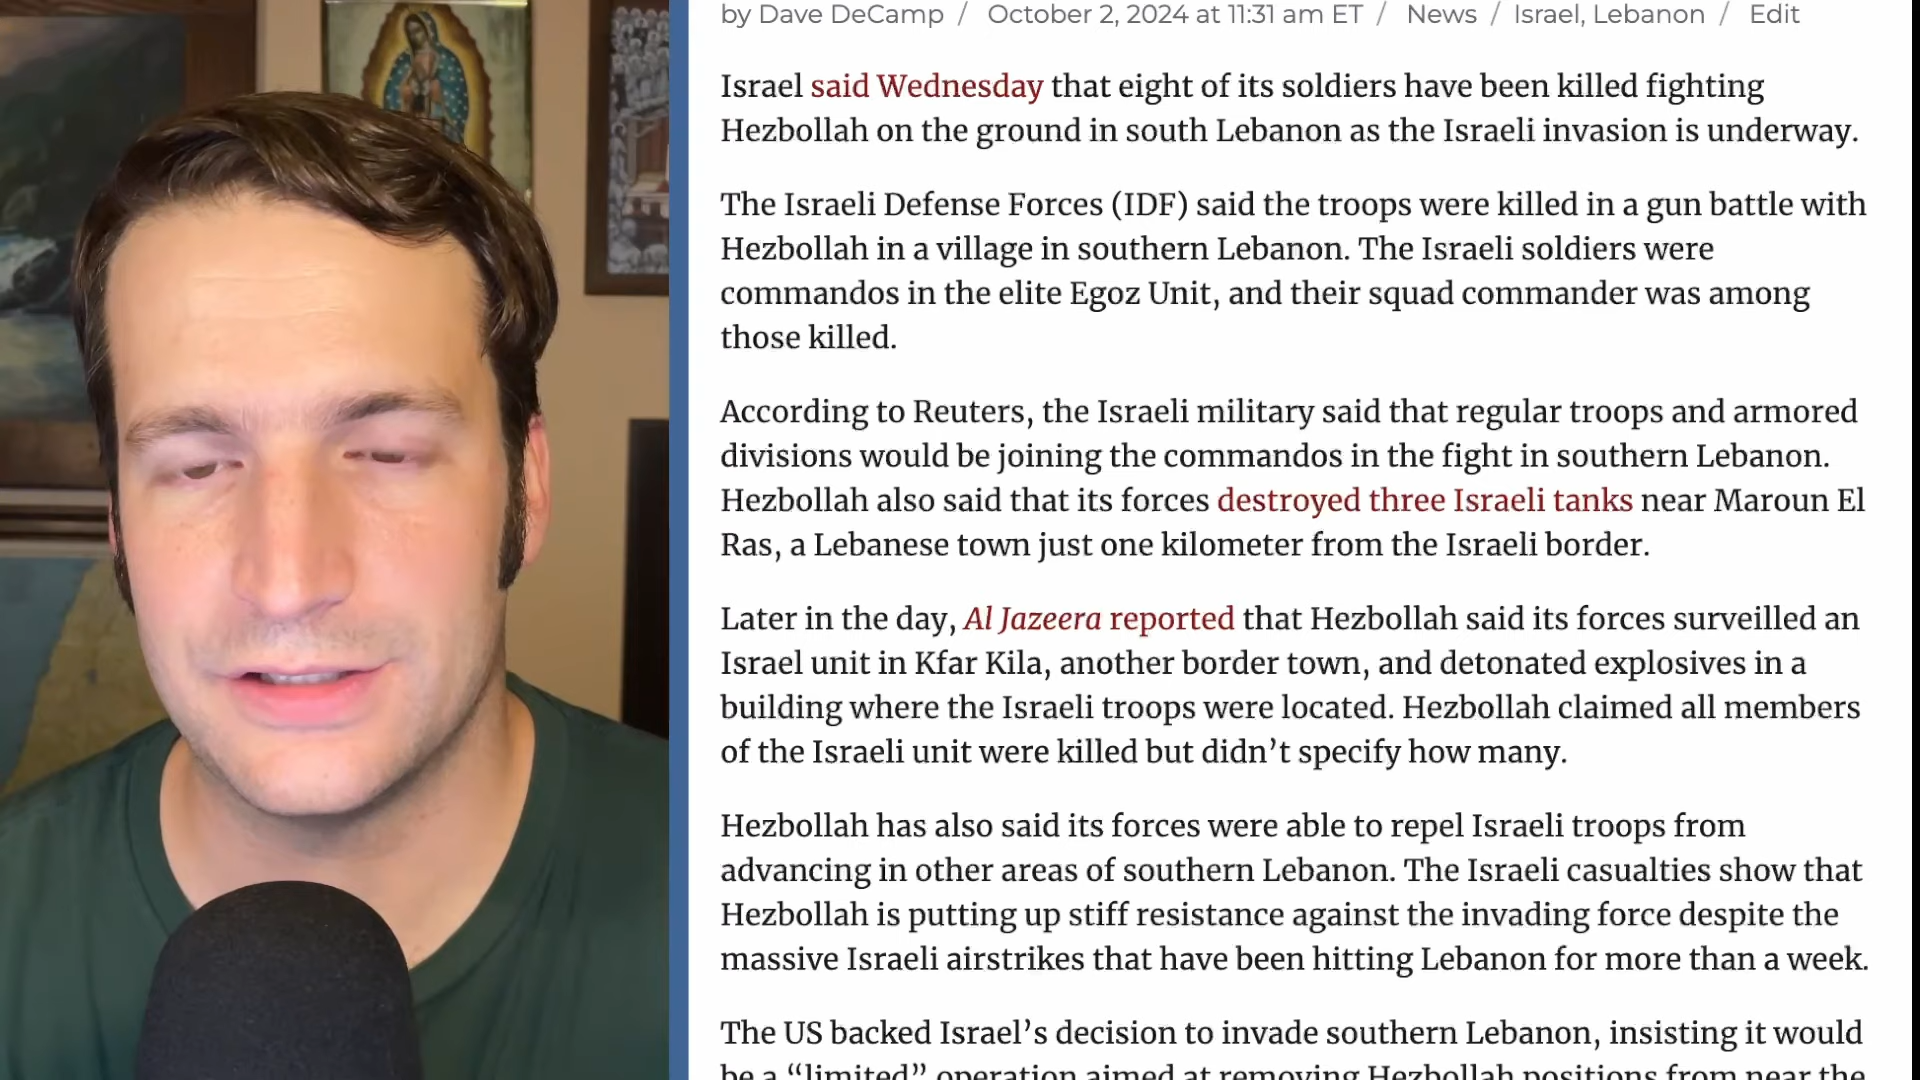 by Dave DeCamp / October 2, 2024 at 11:31 am ET / News / Israel, Lebanon / Edit
Israel said Wednesday that eight of its soldiers have been killed fighting
Hezbollah on the ground in south Lebanon as the Israeli invasion is underway.
The Israeli Defense Forces (IDF) said the troops were killed in a gun battle with
Hezbollah in a village in southern Lebanon. The Israeli soldiers were
commandos in the elite Egoz Unit, and their squad commander was among
those killed.
According to Reuters, the Israeli military said that regular troops and armored
divisions would be joining the commandos in the fight in southern Lebanon.
Hezbollah also said that its forces destroyed three Israeli tanks near Maroun El
Ras, a Lebanese town just one kilometer from the Israeli border.
Later in the day, Al Jazeera reported that Hezbollah said its forces surveilled an
Israel unit in Kfar Kila, another border town, and detonated explosives in a
building where the Israeli troops were located. Hezbollah claimed all members
of the Israeli unit were killed but didn’t specify how many.
Hezbollah has also said its forces were able to repel Israeli troops from
advancing in other areas of southern Lebanon. The Israeli casualties show that
Hezbollah is putting up stiff resistance against the invading force despite the
massive Israeli airstrikes that have been hitting Lebanon for more than a week.
The US backed Israel’s decision to invade southern Lebanon, insisting it would
be a “limited” operation aimed at removing Hezbollah positions from near the